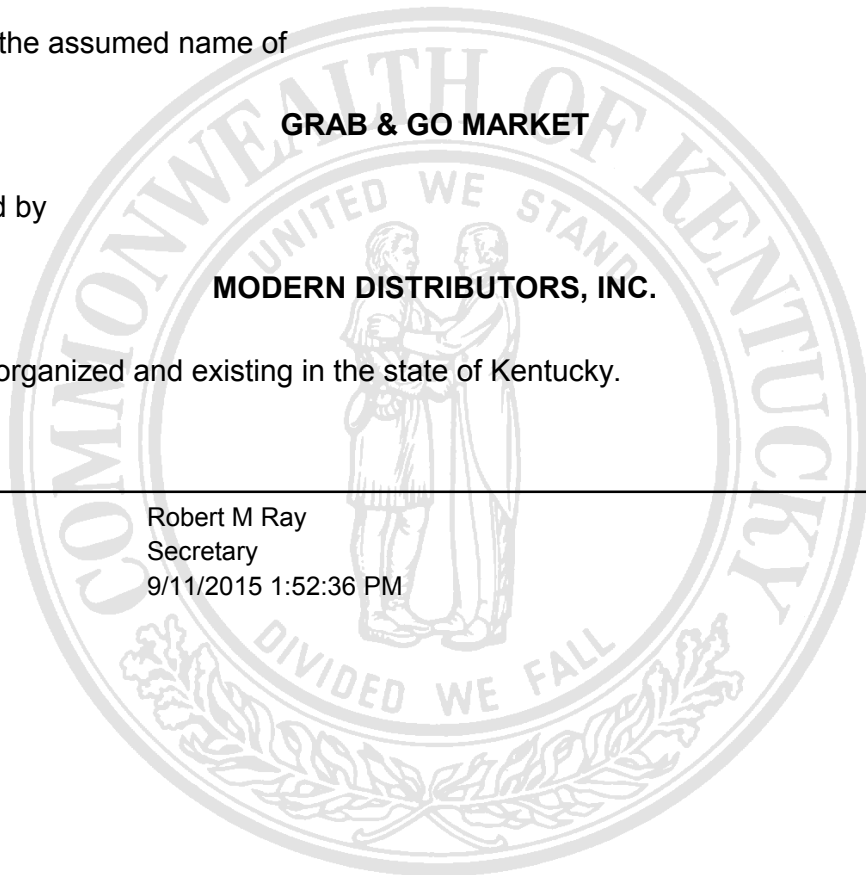 the assumed name of
GRAB & GO MARKET
d by
MODERN DISTRIBUTORS, INC.
organized and existing in the state of Kentucky.
Robert M Ray
Secretary
9/11/2015 1:52:36 PM
COMMONWEALTH OF KENTUCKY
UNITED WE STAND
DIVIDED WE FALL